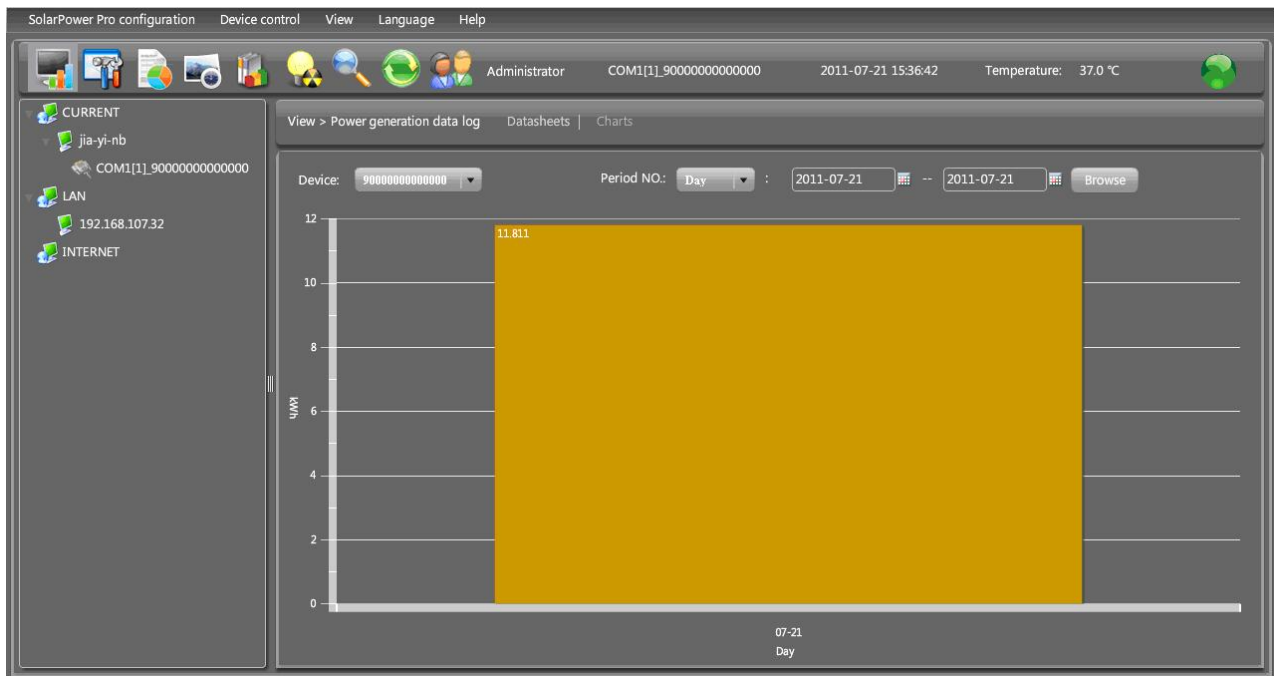 SolarPower Pro configuration Device control View Language Help
Administrator COM1[1]_90000000000000 2011-07-21 15:36:42 Temperature: 37.0 ℃
CURRENT
jia-yi-nb
COM1[1]_90000000000000
LAN
192.168.107.32
INTERNET
View > Power generation data log Datasheets | Charts
Device: 90000000000000 Period NO.: Day : 2011-07-21 -- 2011-07-21 Browse
12
11.811
10
8
kWh
6
4
2
0
07-21
Day